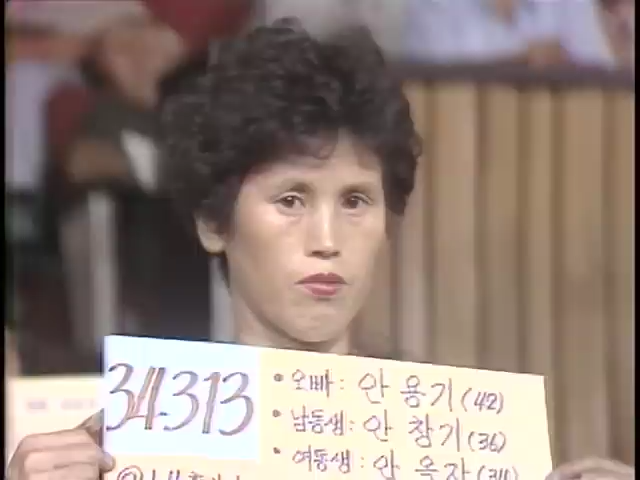 34313
• 오빠 : 안 용기 (42)
• 남동생 : 안 창기 (36)
• 여동생 : 안 옥자